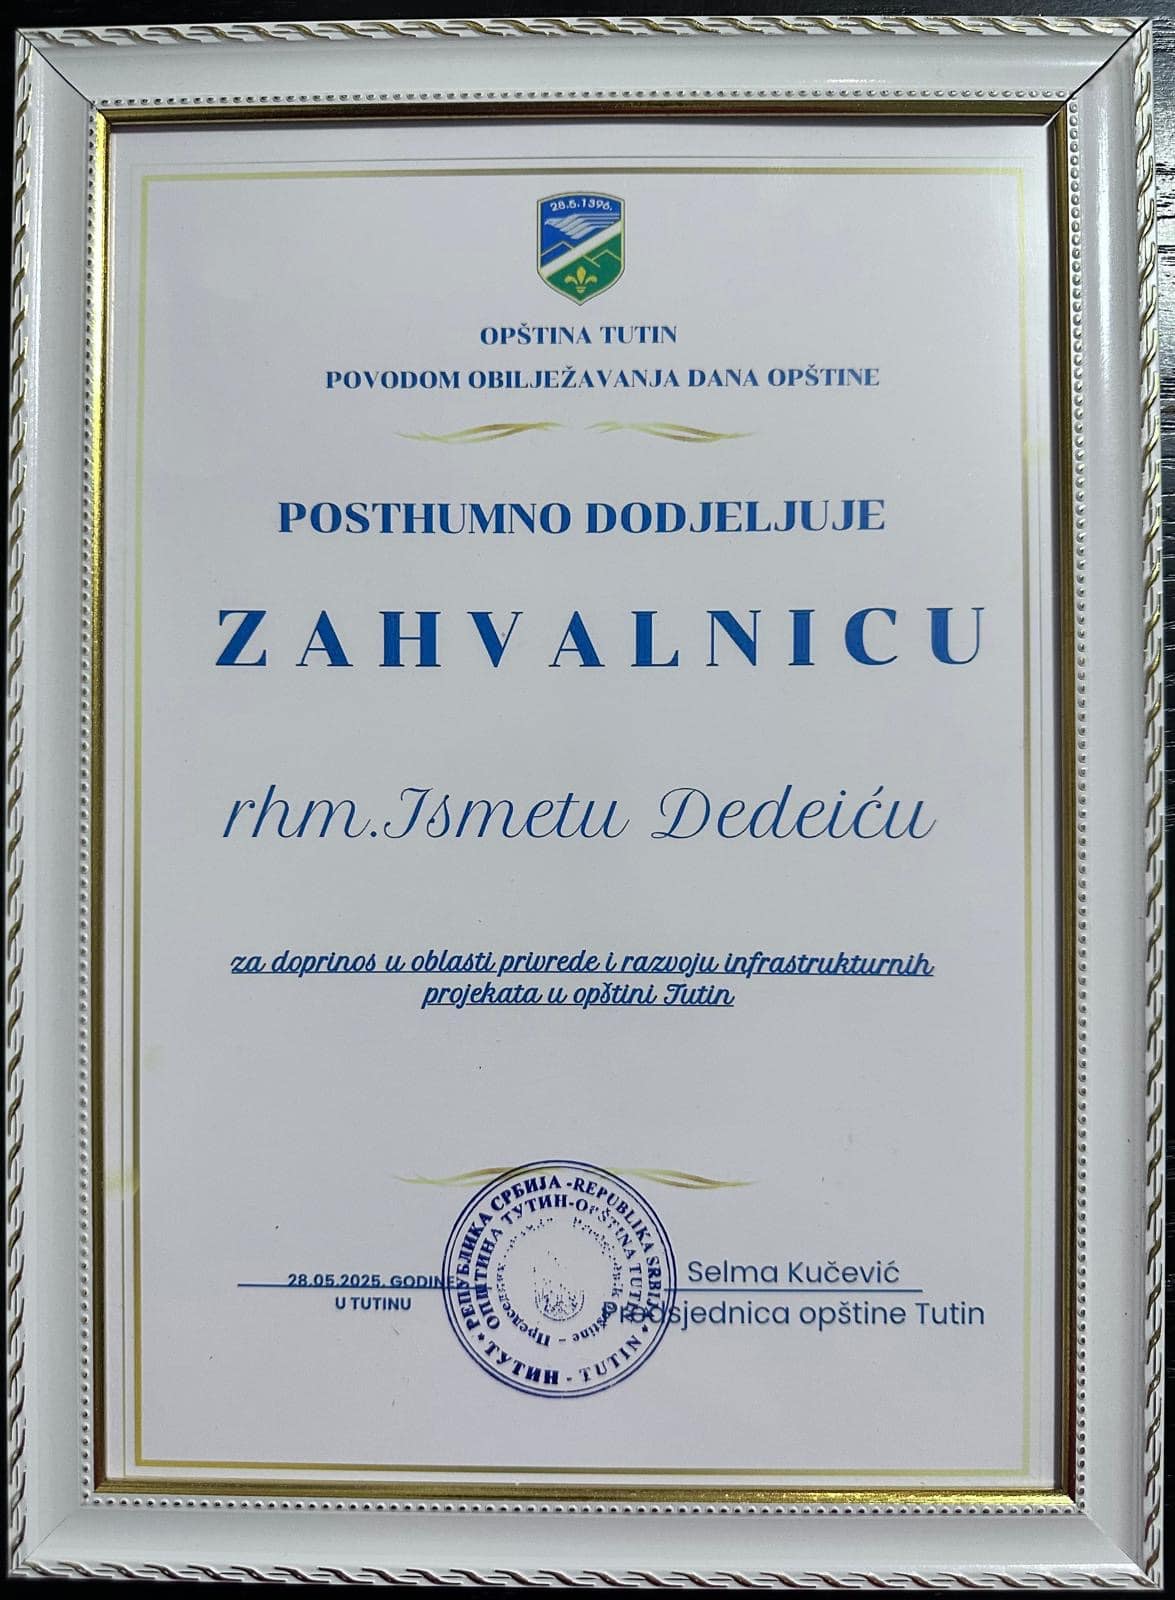 28.5.1396.
OPŠTINA TUTIN
POVODOM OBILJEŽAVANJA DANA OPŠTINE
POSTHUMNO DODJELJUJE
ZAHVALNICU
rhm.Ismetu Dedeiću
za doprinos u oblasti privrede i razvoju infrastrukturnih
projekata u opštini Tutin
28.05.2025. GODINE
U TUTINU
РЕПУБЛИКА СРБИЈА - REPUBLIKA SRBIJA
ОПШТИНА ТУТИН - OPŠTINA TUTIN
ТУТИН - TUTIN
Selma Kučević
Predsjednica opštine Tutin